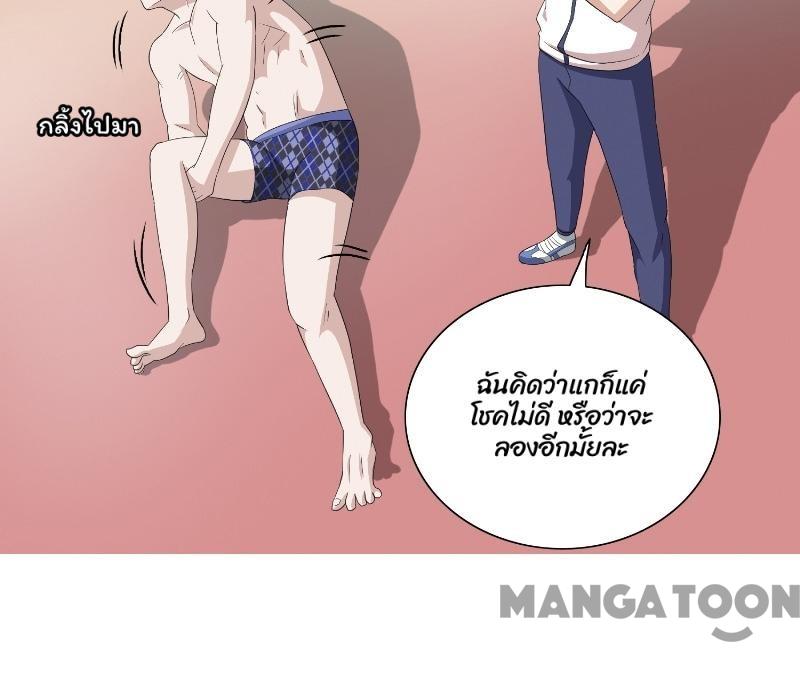 กลิ้งไปมา
ฉันคิดว่าแกก็แค่
โชคไม่ดี หรือว่าจะ
ลองอีกมั้ยละ
MANGATOON